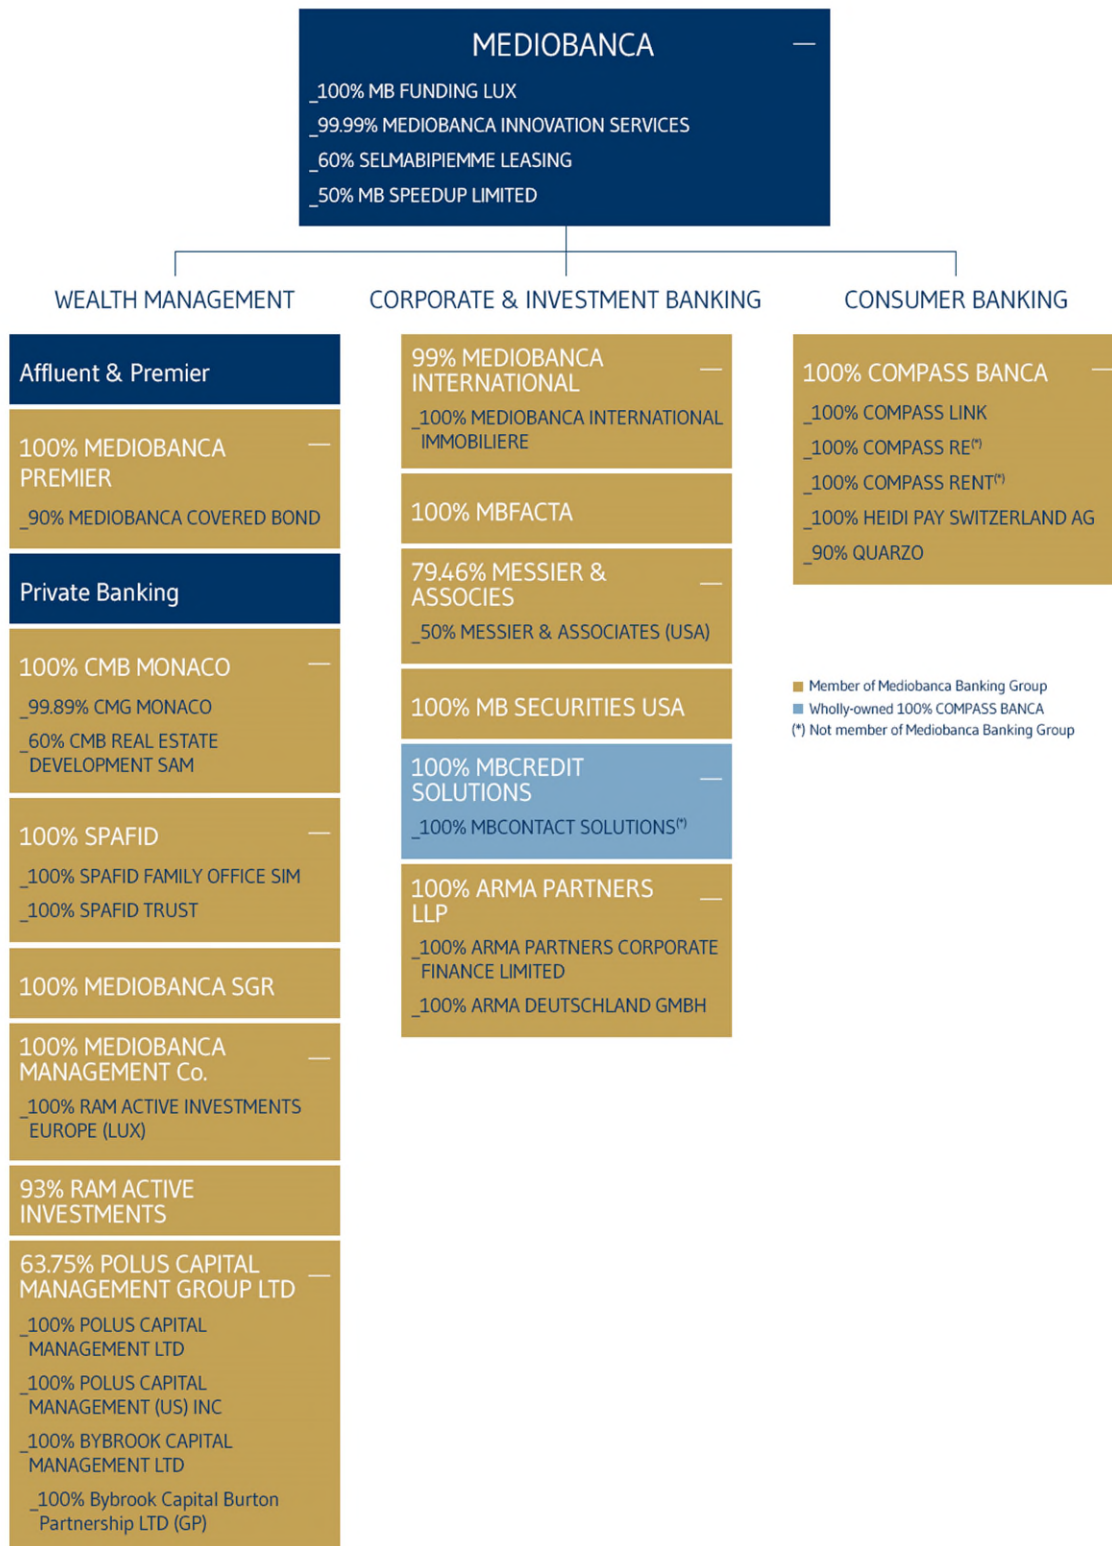 MEDIOBANCA
_100% MB FUNDING LUX
_99.99% MEDIOBANCA INNOVATION SERVICES
_60% SELMABIPIEMME LEASING
_50% MB SPEEDUP LIMITED
WEALTH MANAGEMENT
Affluent & Premier
100% MEDIOBANCA
PREMIER
_90% MEDIOBANCA COVERED BOND
Private Banking
100% CMB MONACO
_99.89% CMG MONACO
_60% CMB REAL ESTATE
DEVELOPMENT SAM
100% SPAFID
_100% SPAFID FAMILY OFFICE SIM
_100% SPAFID TRUST
100% MEDIOBANCA SGR
100% MEDIOBANCA
MANAGEMENT Co.
_100% RAM ACTIVE INVESTMENTS
EUROPE (LUX)
93% RAM ACTIVE
INVESTMENTS
63.75% POLUS CAPITAL
MANAGEMENT GROUP LTD
_100% POLUS CAPITAL
MANAGEMENT LTD
_100% POLUS CAPITAL
MANAGEMENT (US) INC
_100% BYBROOK CAPITAL
MANAGEMENT LTD
_100% Bybrook Capital Burton
Partnership LTD (GP)
CORPORATE & INVESTMENT BANKING
99% MEDIOBANCA
INTERNATIONAL
_100% MEDIOBANCA INTERNATIONAL
IMMOBILIERE
100% MBFACTA
79.46% MESSIER &
ASSOCIES
_50% MESSIER & ASSOCIATES (USA)
100% MB SECURITIES USA
100% MBCREDIT
SOLUTIONS
_100% MBCONTACT SOLUTIONS(*)
100% ARMA PARTNERS
LLP
_100% ARMA PARTNERS CORPORATE
FINANCE LIMITED
_100% ARMA DEUTSCHLAND GMBH
CONSUMER BANKING
100% COMPASS BANCA
_100% COMPASS LINK
_100% COMPASS RE(*)
_100% COMPASS RENT(*)
_100% HEIDI PAY SWITZERLAND AG
_90% QUARZO
Member of Mediobanca Banking Group
Wholly-owned 100% COMPASS BANCA
(*) Not member of Mediobanca Banking Group